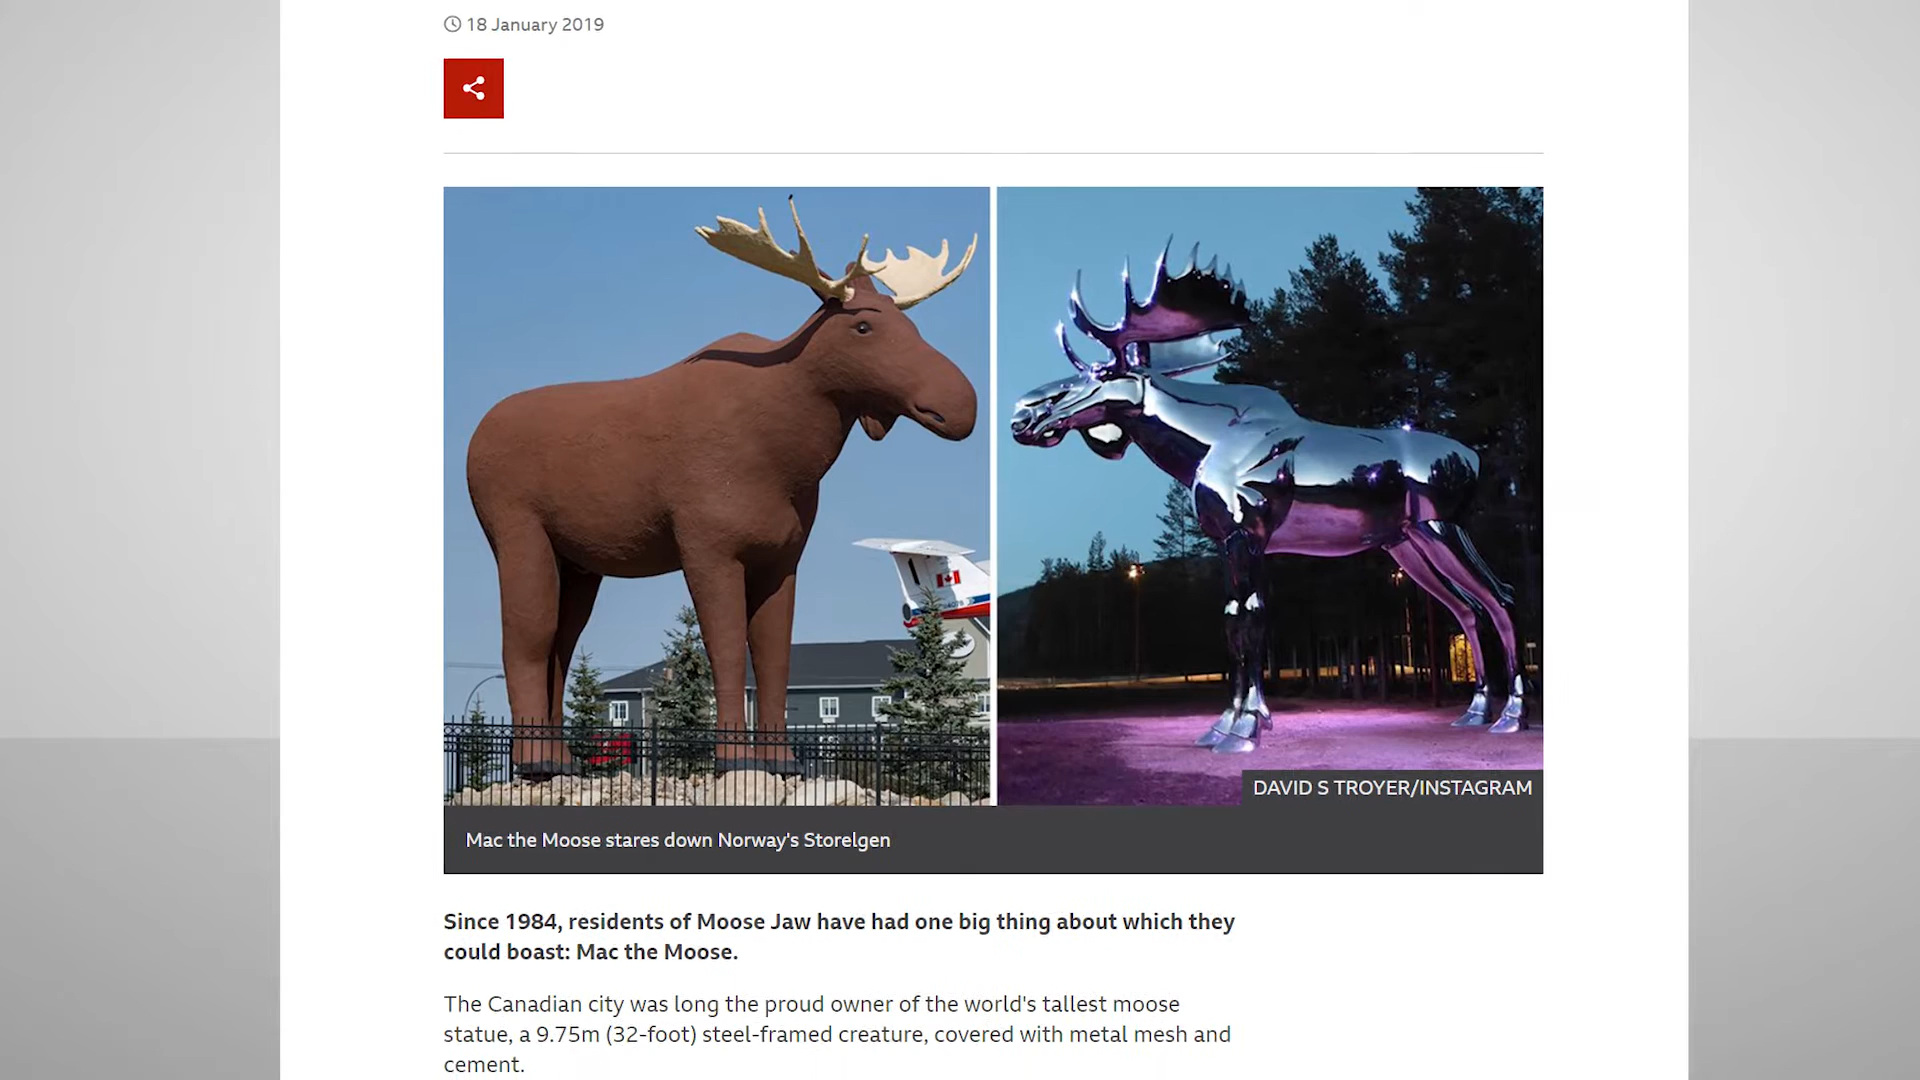 18 January 2019
DAVID S TROYER/INSTAGRAM
Mac the Moose stares down Norway's Storelgen
Since 1984, residents of Moose Jaw have had one big thing about which they
could boast: Mac the Moose.
The Canadian city was long the proud owner of the world's tallest moose
statue, a 9.75m (32-foot) steel-framed creature, covered with metal mesh and
cement.